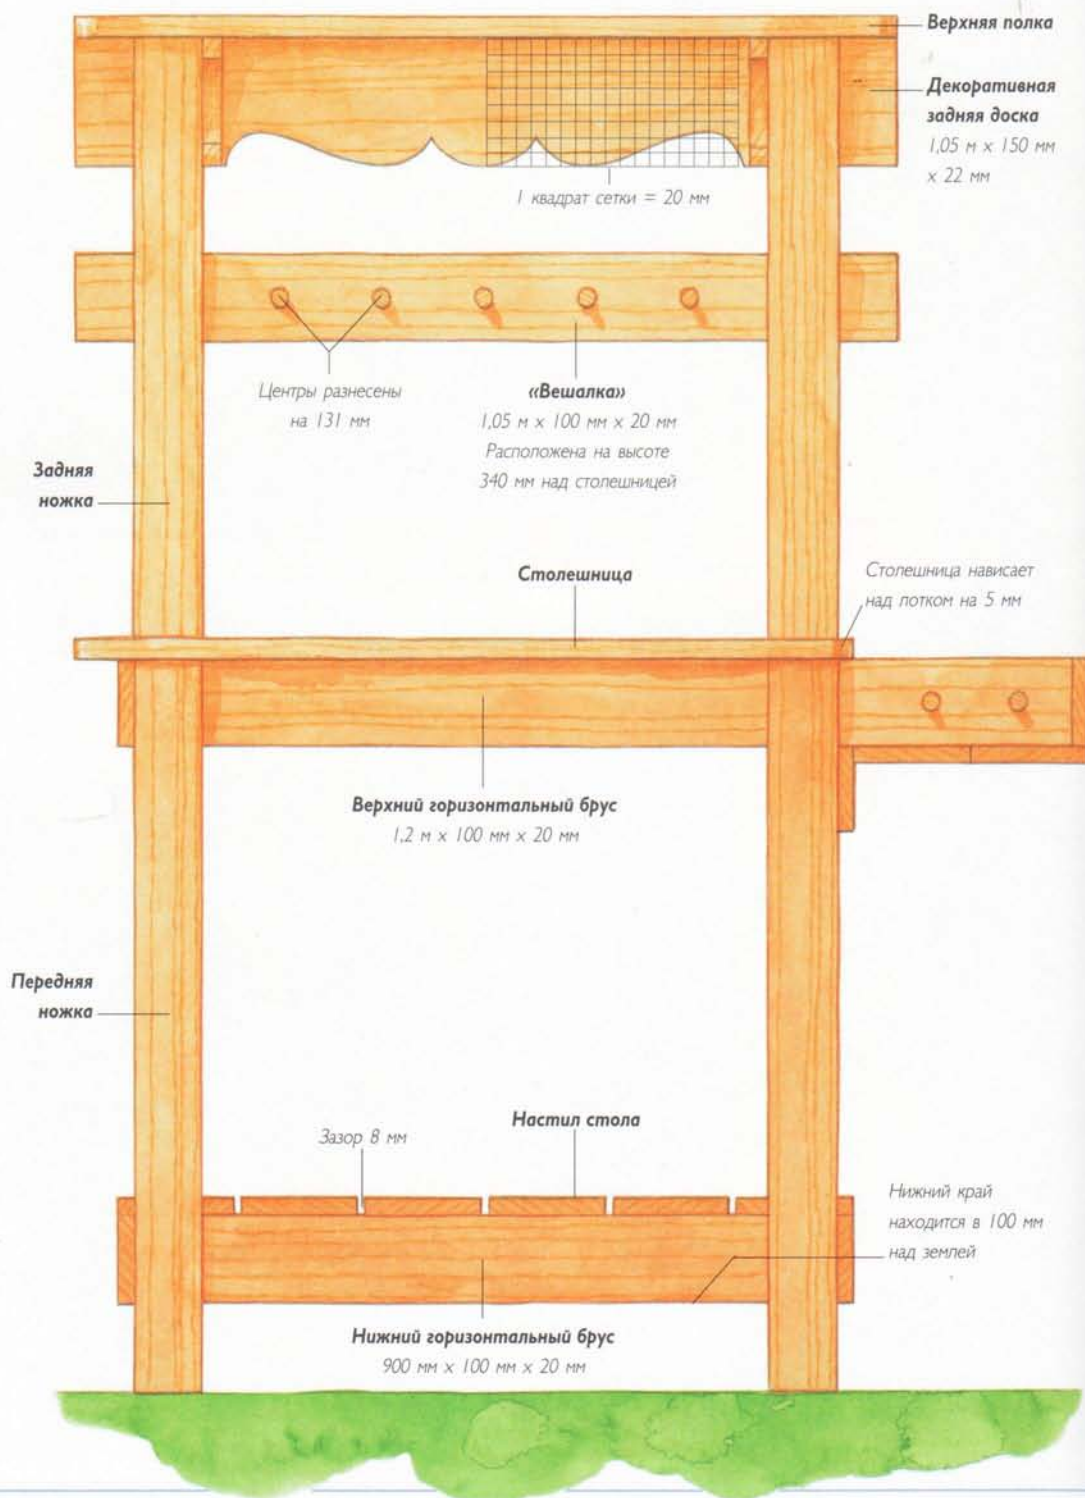 Верхняя полка
Декоративная
задняя доска
1,05 м х 150 мм
х 22 мм
1 квадрат сетки = 20 мм
Центры разнесены
на 131 мм
«Вешалка»
1,05 м х 100 мм х 20 мм
Расположена на высоте
340 мм над столешницей
Задняя
ножка
Столешница
Столешница нависает
над лотком на 5 мм
Верхний горизонтальный брус
1,2 м х 100 мм х 20 мм
Передняя
ножка
Зазор 8 мм
Настил стола
Нижний край
находится в 100 мм
над землей
Нижний горизонтальный брус
900 мм х 100 мм х 20 мм